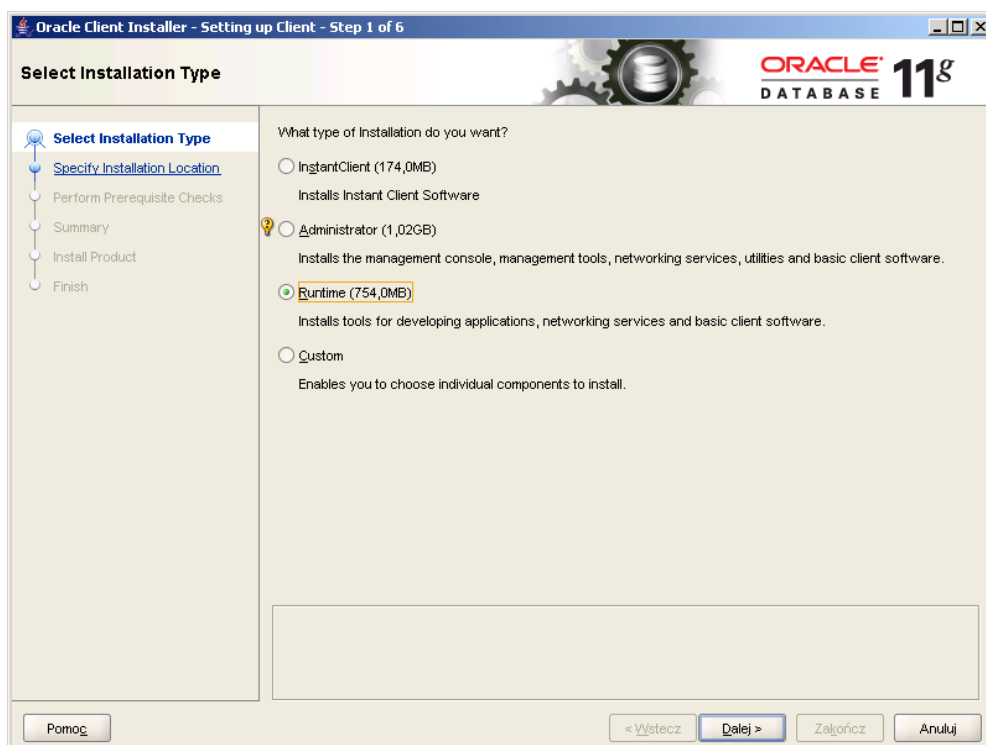 Oracle Client Installer - Setting up Client - Step 1 of 6
Select Installation Type
ORACLE DATABASE 11g
Select Installation Type
Specify Installation Location
Perform Prerequisite Checks
Summary
Install Product
Finish
What type of Installation do you want?
InstantClient (174,0MB)
Installs Instant Client Software
Administrator (1,02GB)
Installs the management console, management tools, networking services, utilities and basic client software.
Runtime (754,0MB)
Installs tools for developing applications, networking services and basic client software.
Custom
Enables you to choose individual components to install.
Pomoc
< Wstecz
Dalej >
Zakończ
Anuluj